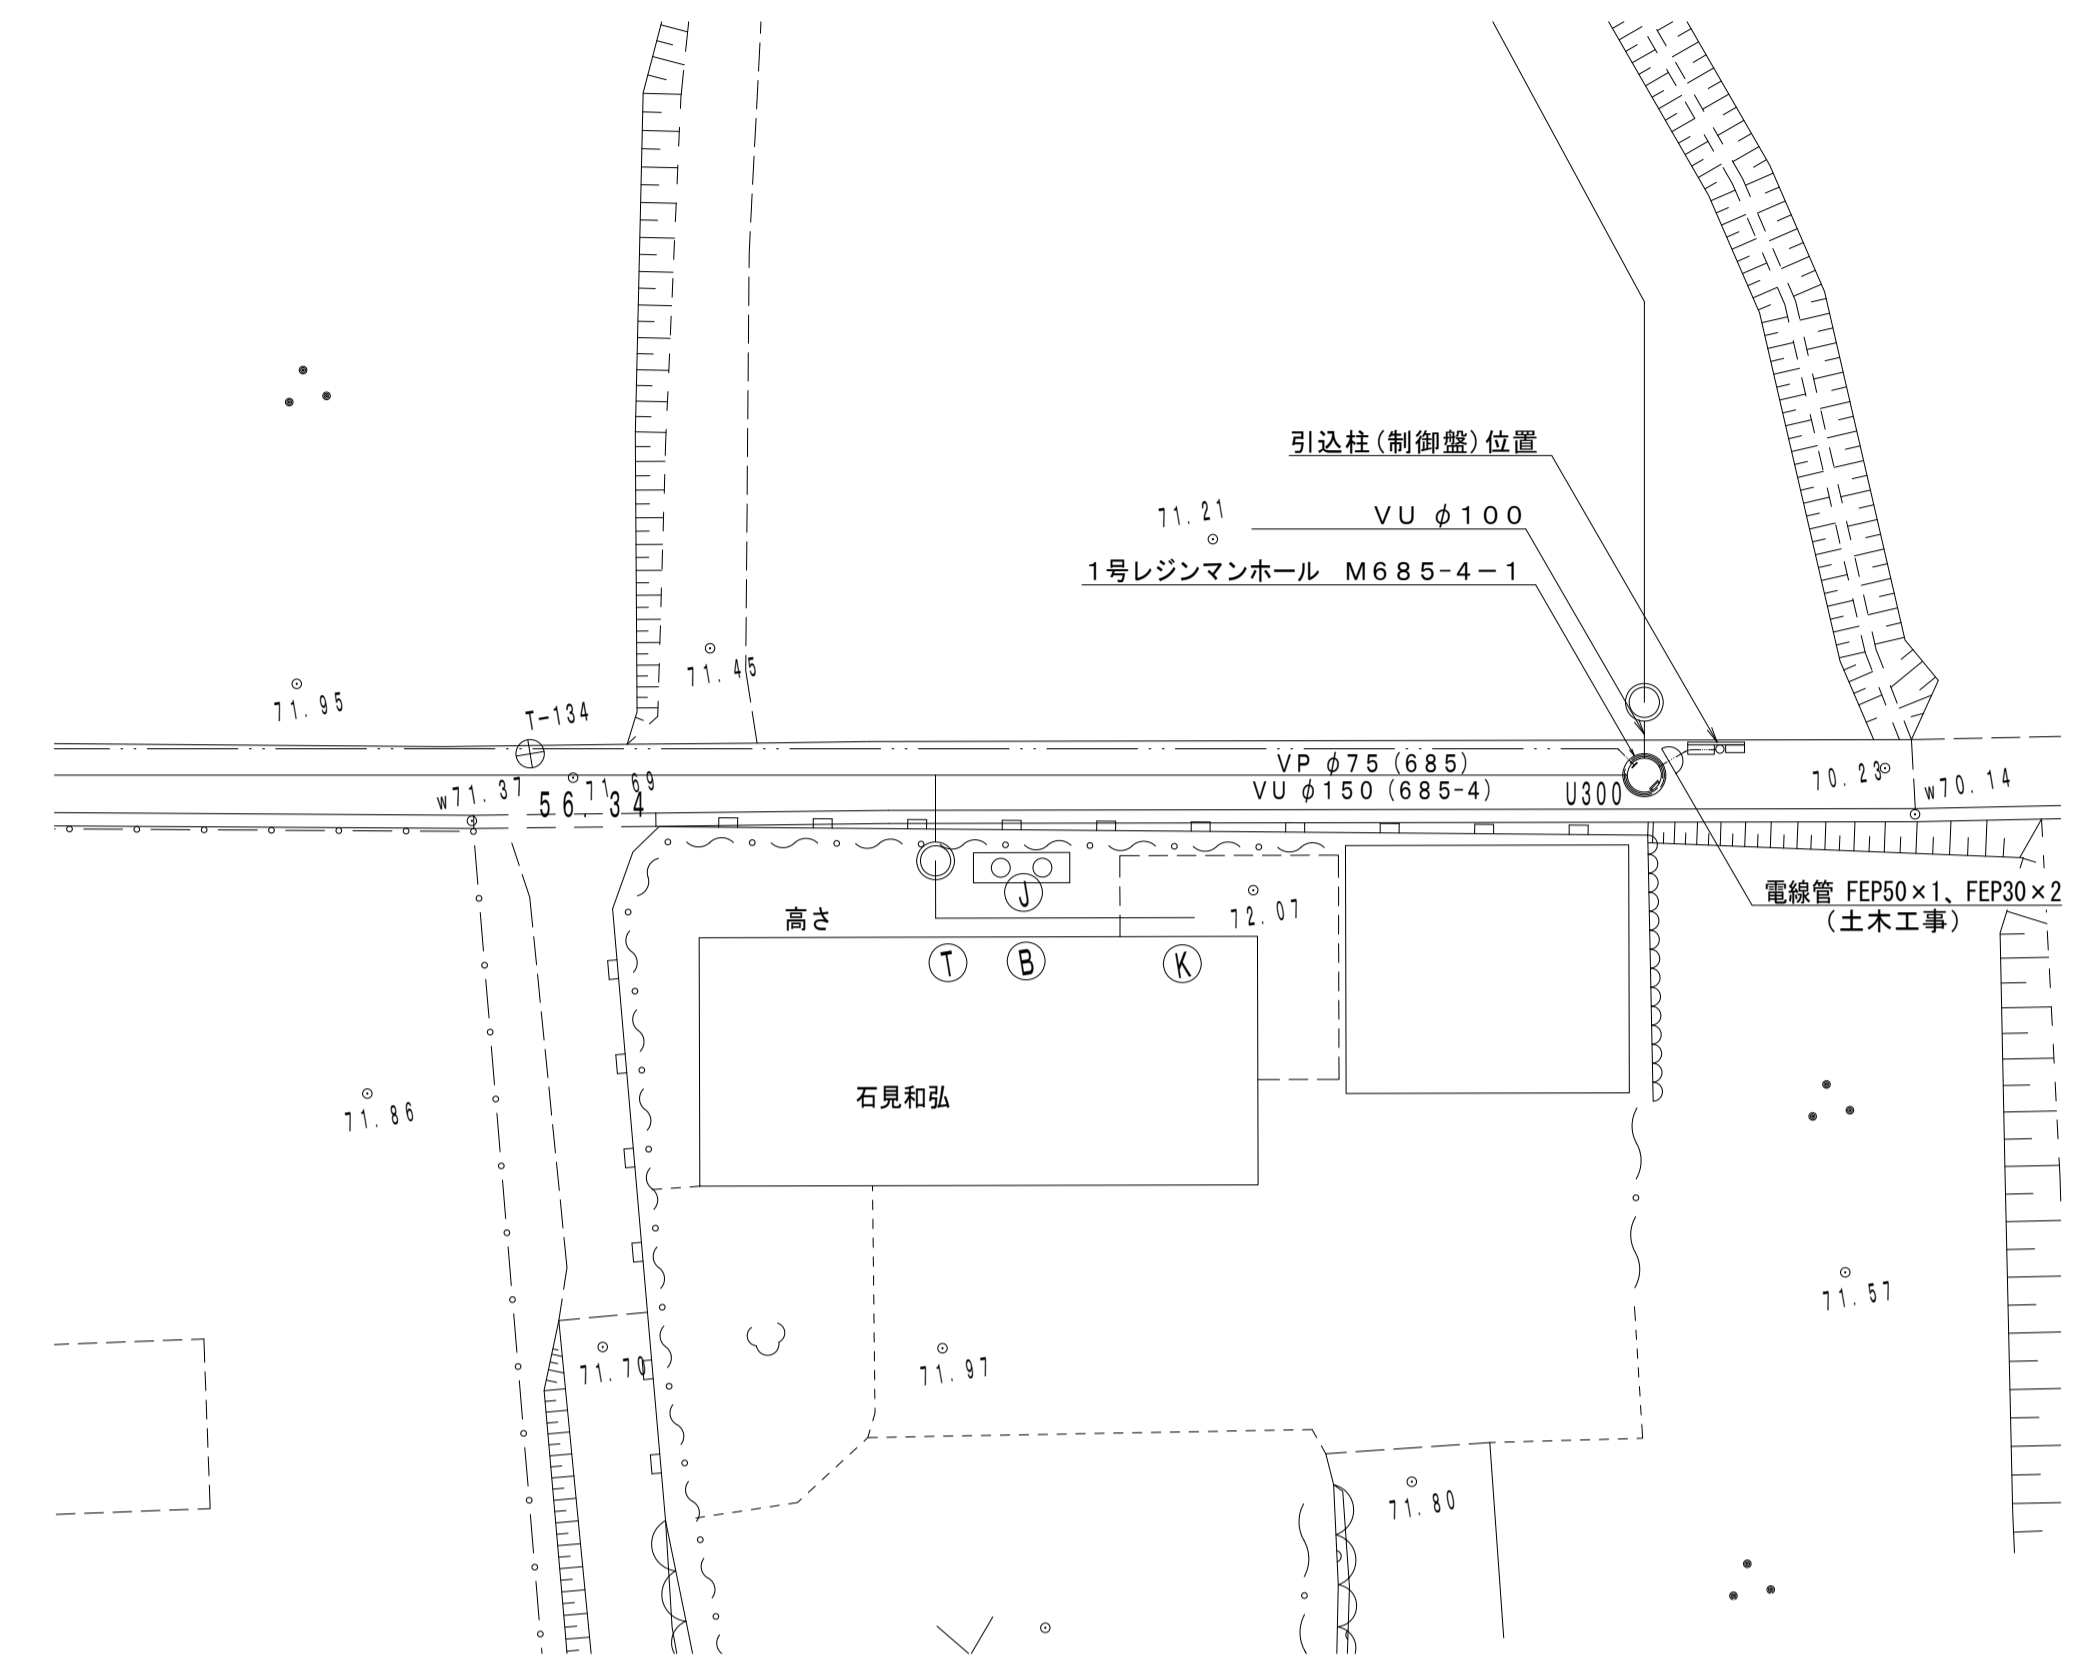 引込柱(制御盤)位置
71.21
VU φ100
1号レジンマンホール M685-4-1
71.45
71.95
T-134
VP φ75(685)
70.23
w70.14
w71.37
71.69
56.34
VU φ150(685-4)
U300
J
電線管 FEP50×1、FEP30×2
(土木工事)
高さ
72.07
T
B
K
石見和弘
71.86
71.57
71.70
71.97
71.80